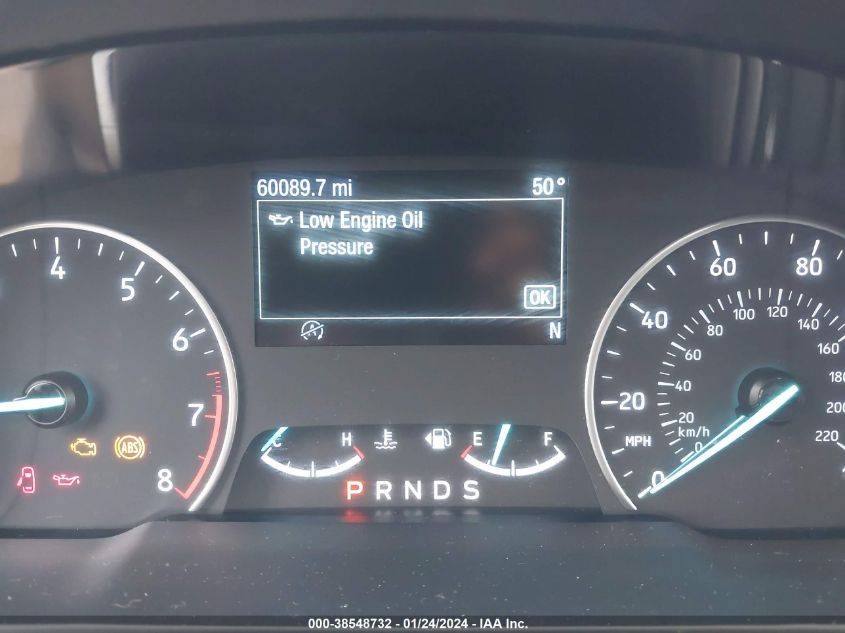 60089.7 mi 50°
Low Engine Oil
Pressure
OK
N
4
5
6
7
8
ABS
C H E F
P R N D S
0
20
40
60
80
MPH
km/h
0
20
40
60
80
100
120
140
160
180
200
220
000-38548732 - 01/24/2024 - IAA Inc.